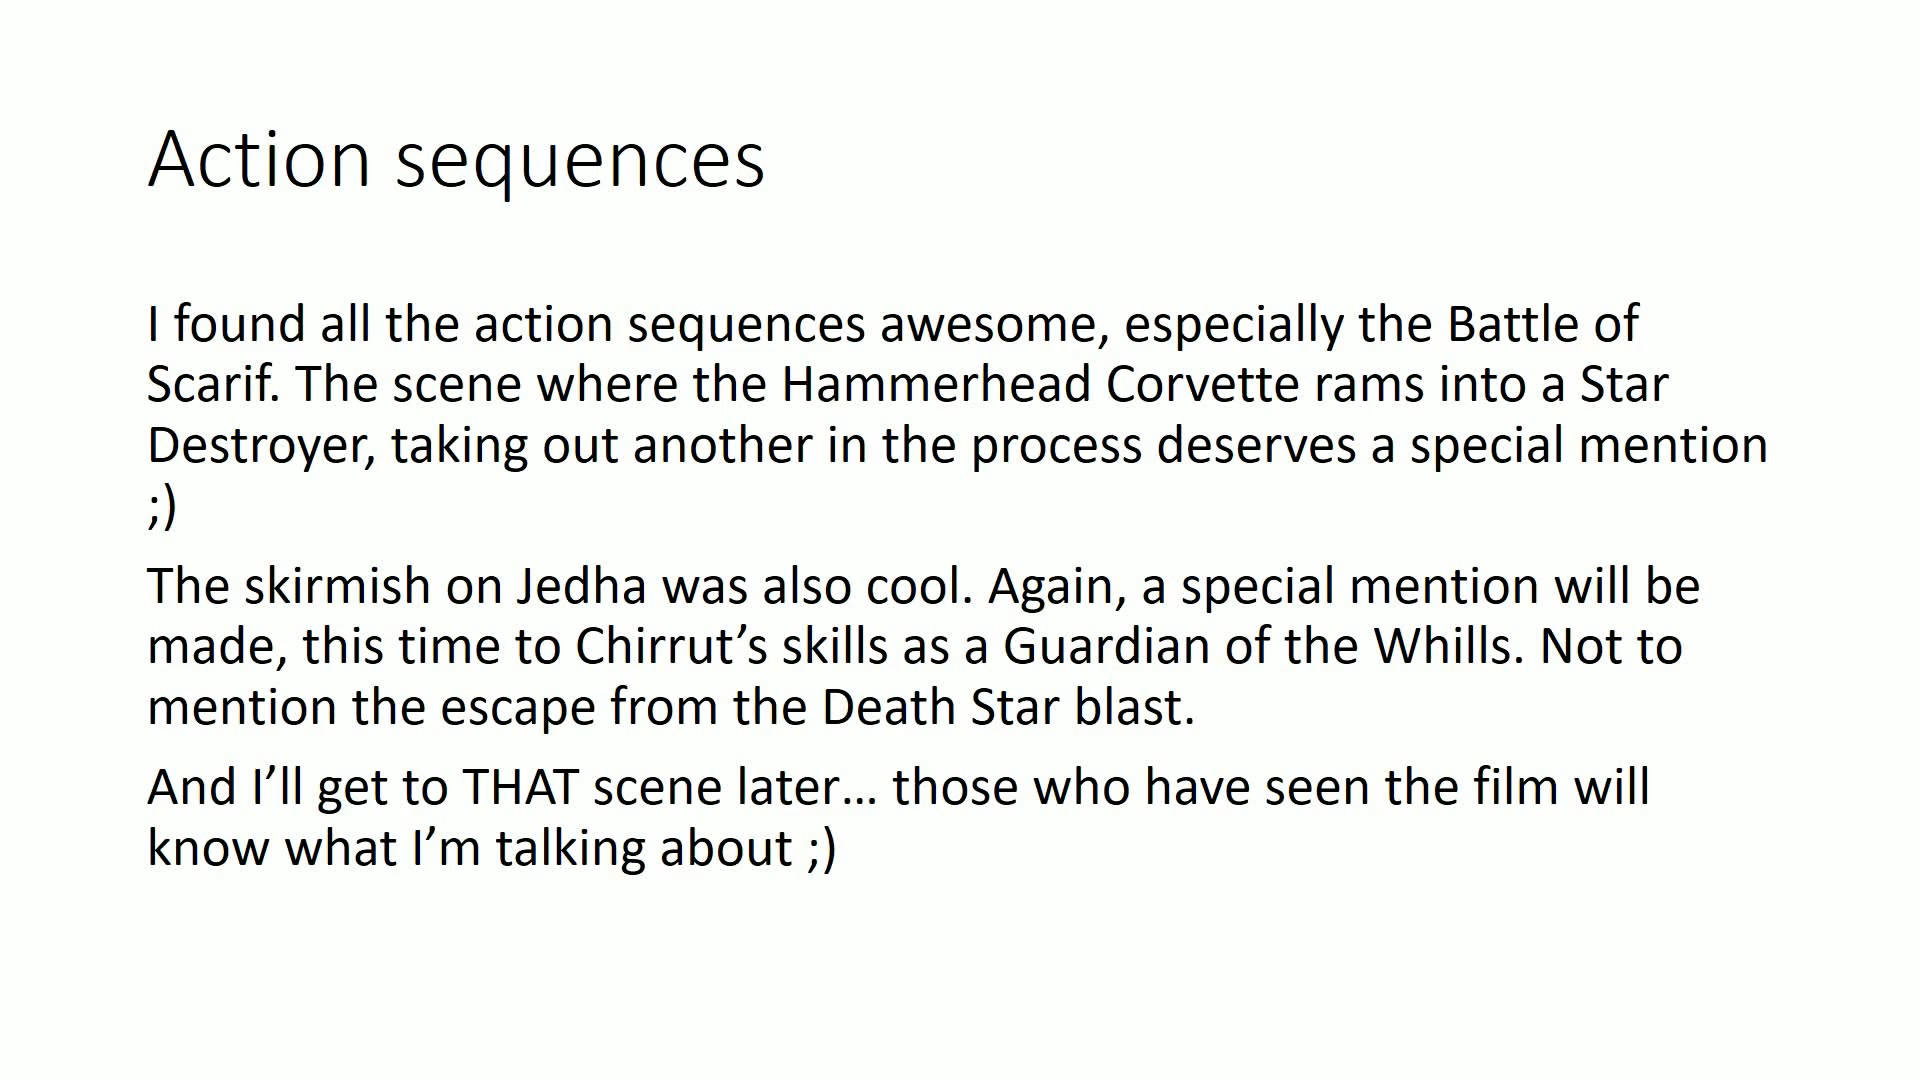 Action sequences
I found all the action sequences awesome, especially the Battle of
Scarif. The scene where the Hammerhead Corvette rams into a Star
Destroyer, taking out another in the process deserves a special mention
;)
The skirmish on Jedha was also cool. Again, a special mention will be
made, this time to Chirrut’s skills as a Guardian of the Whills. Not to
mention the escape from the Death Star blast.
And I’ll get to THAT scene later… those who have seen the film will
know what I’m talking about ;)